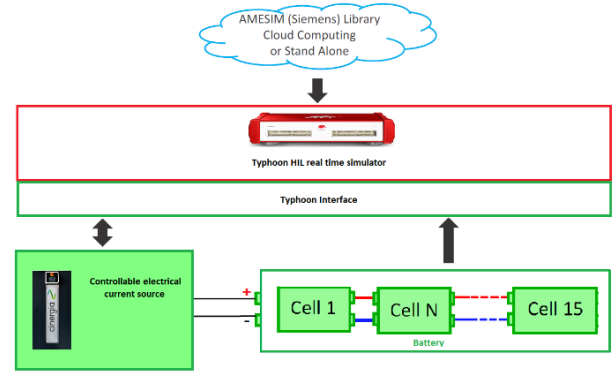 AMESIM (Siemens) Library
Cloud Computing
or Stand Alone
Typhoon HIL real time simulator
Typhoon Interface
Controllable electrical
current source
cinergia
+
-
Cell 1
Cell N
Cell 15
Battery